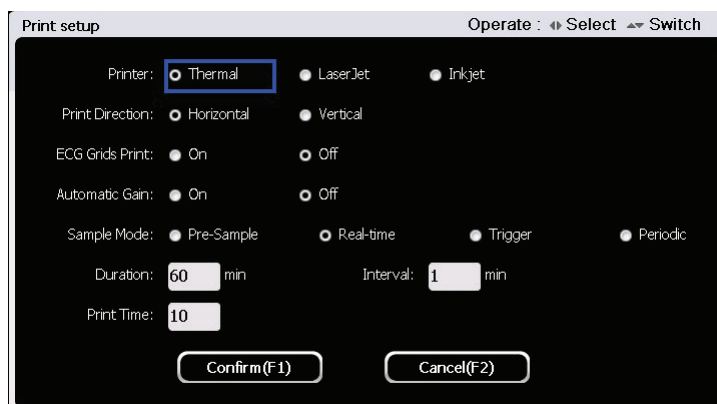 Print setup Operate : Select Switch
Printer: Thermal LaserJet Inkjet
Print Direction: Horizontal Vertical
ECG Grids Print: On Off
Automatic Gain: On Off
Sample Mode: Pre-Sample Real-time Trigger Periodic
Duration: 60 min Interval: 1 min
Print Time: 10
Confirm(F1) Cancel(F2)